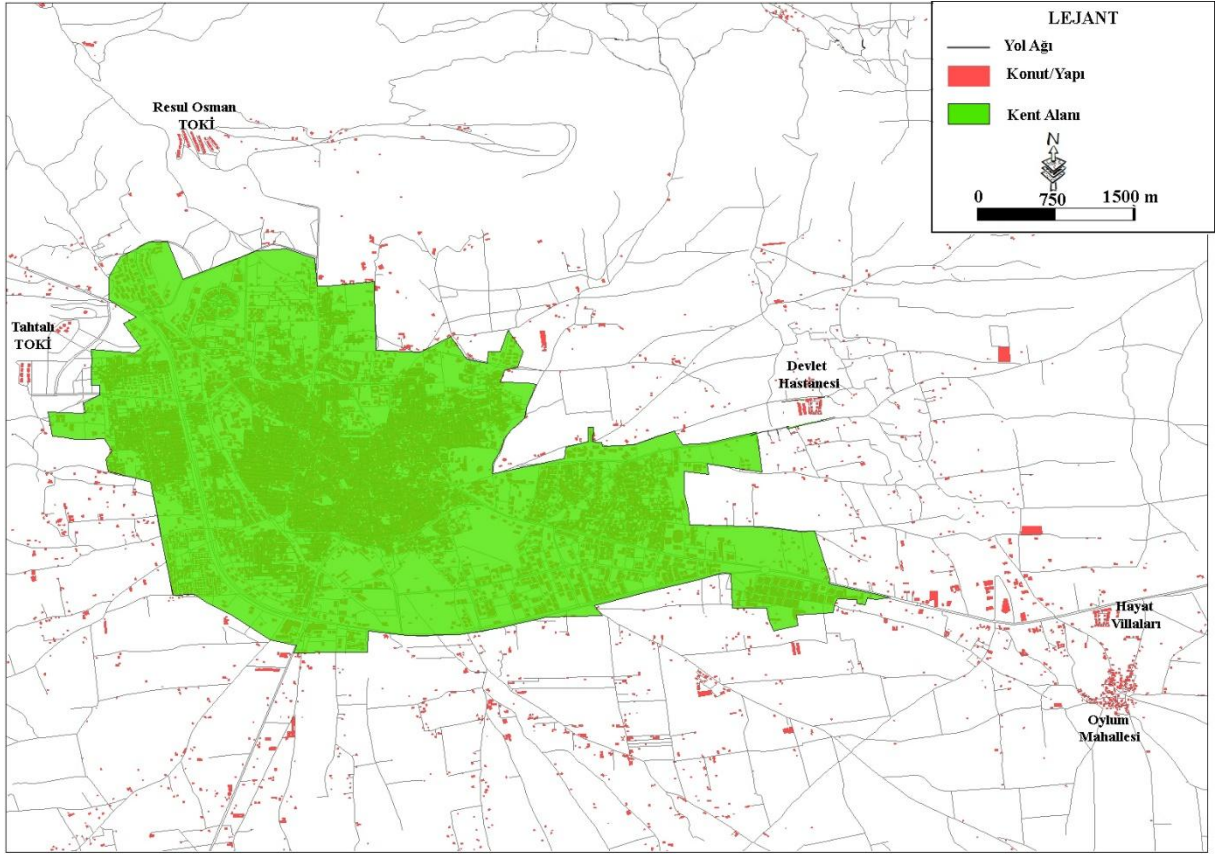 LEJANT
Yol Ağı
Konut/Yapı
Kent Alanı
N
0 750 1500 m
Resul Osman
TOKİ
Tahtalı
TOKİ
Devlet
Hastanesi
Hayat
Villaları
Oylum
Mahallesi